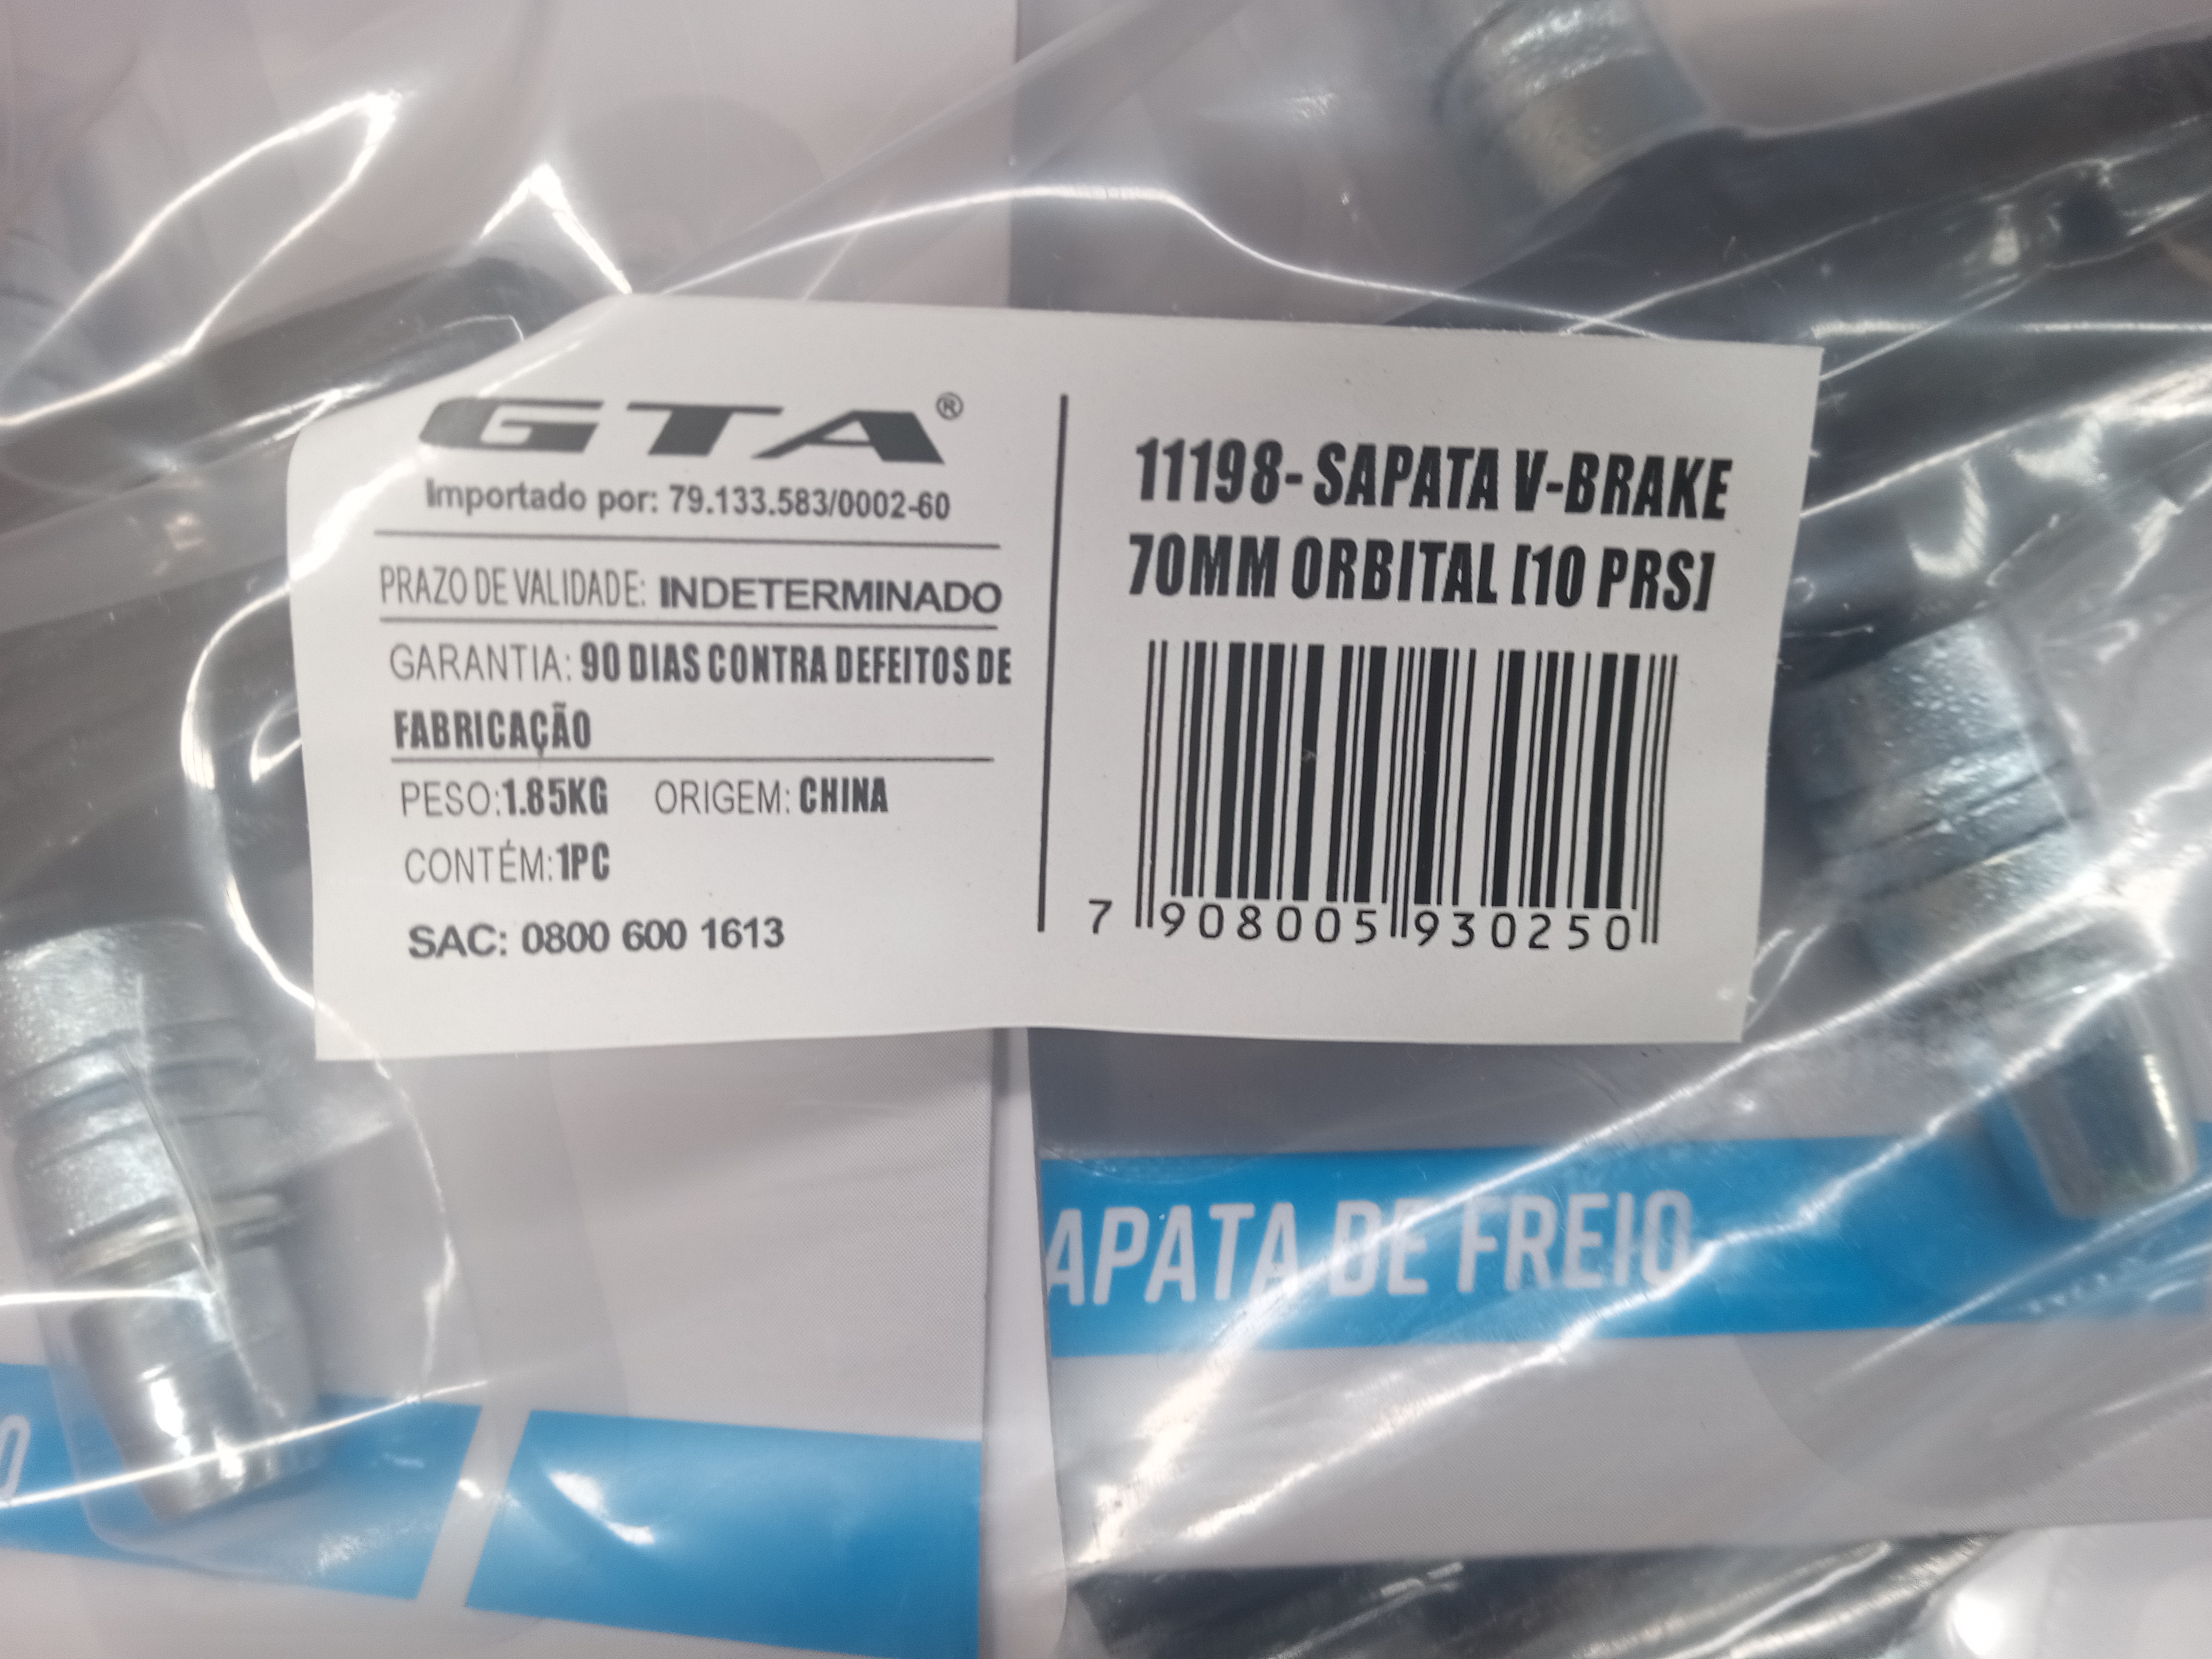 GTA®
Importado por: 79.133.583/0002-60
PRAZO DE VALIDADE: INDETERMINADO
GARANTIA: 90 DIAS CONTRA DEFEITOS DE
FABRICAÇÃO
PESO:1.85KG ORIGEM: CHINA
CONTÉM:1PC
SAC: 0800 600 1613
11198- SAPATA V-BRAKE
70MM ORBITAL [10 PRS]
7 908005 930250
APATA DE FREIO
O